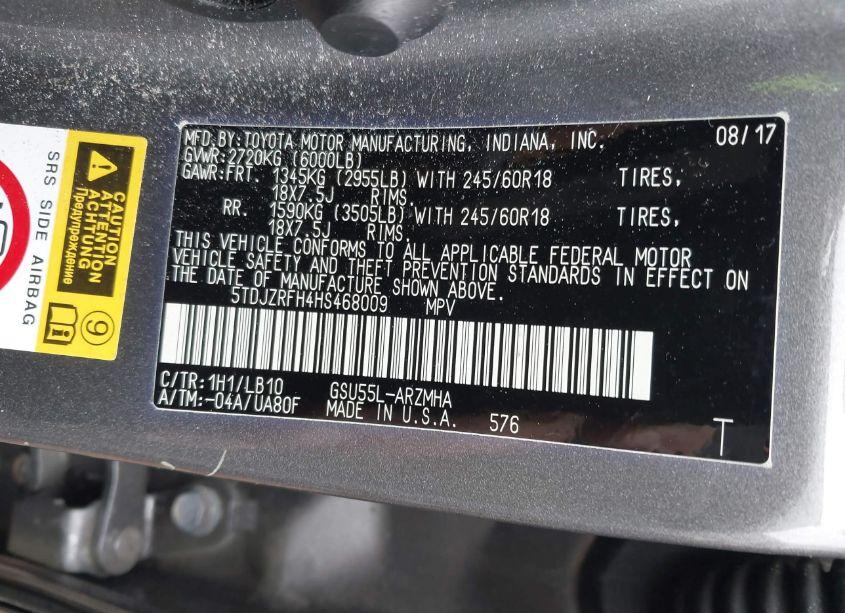 MFD.BY:TOYOTA MOTOR MANUFACTURING, INDIANA, INC. 08/17
GVWR:2720KG (6000LB)
GAWR:FRT. 1345KG (2955LB) WITH 245/60R18 TIRES,
18X7.5J RIMS.
RR. 1590KG (3505LB) WITH 245/60R18 TIRES,
18X7.5J RIMS.
THIS VEHICLE CONFORMS TO ALL APPLICABLE FEDERAL MOTOR
VEHICLE SAFETY AND THEFT PREVENTION STANDARDS IN EFFECT ON
THE DATE OF MANUFACTURE SHOWN ABOVE.
5TDJZRFH4HS468009 MPV
C/TR:1H1/LB10 GSU55L-ARZMHA
A/TM:-04A/UA80F MADE IN U.S.A. 576 T
SRS SIDE AIRBAG
CAUTION
ATTENTION
ACHTUNG
Предупреждение
9